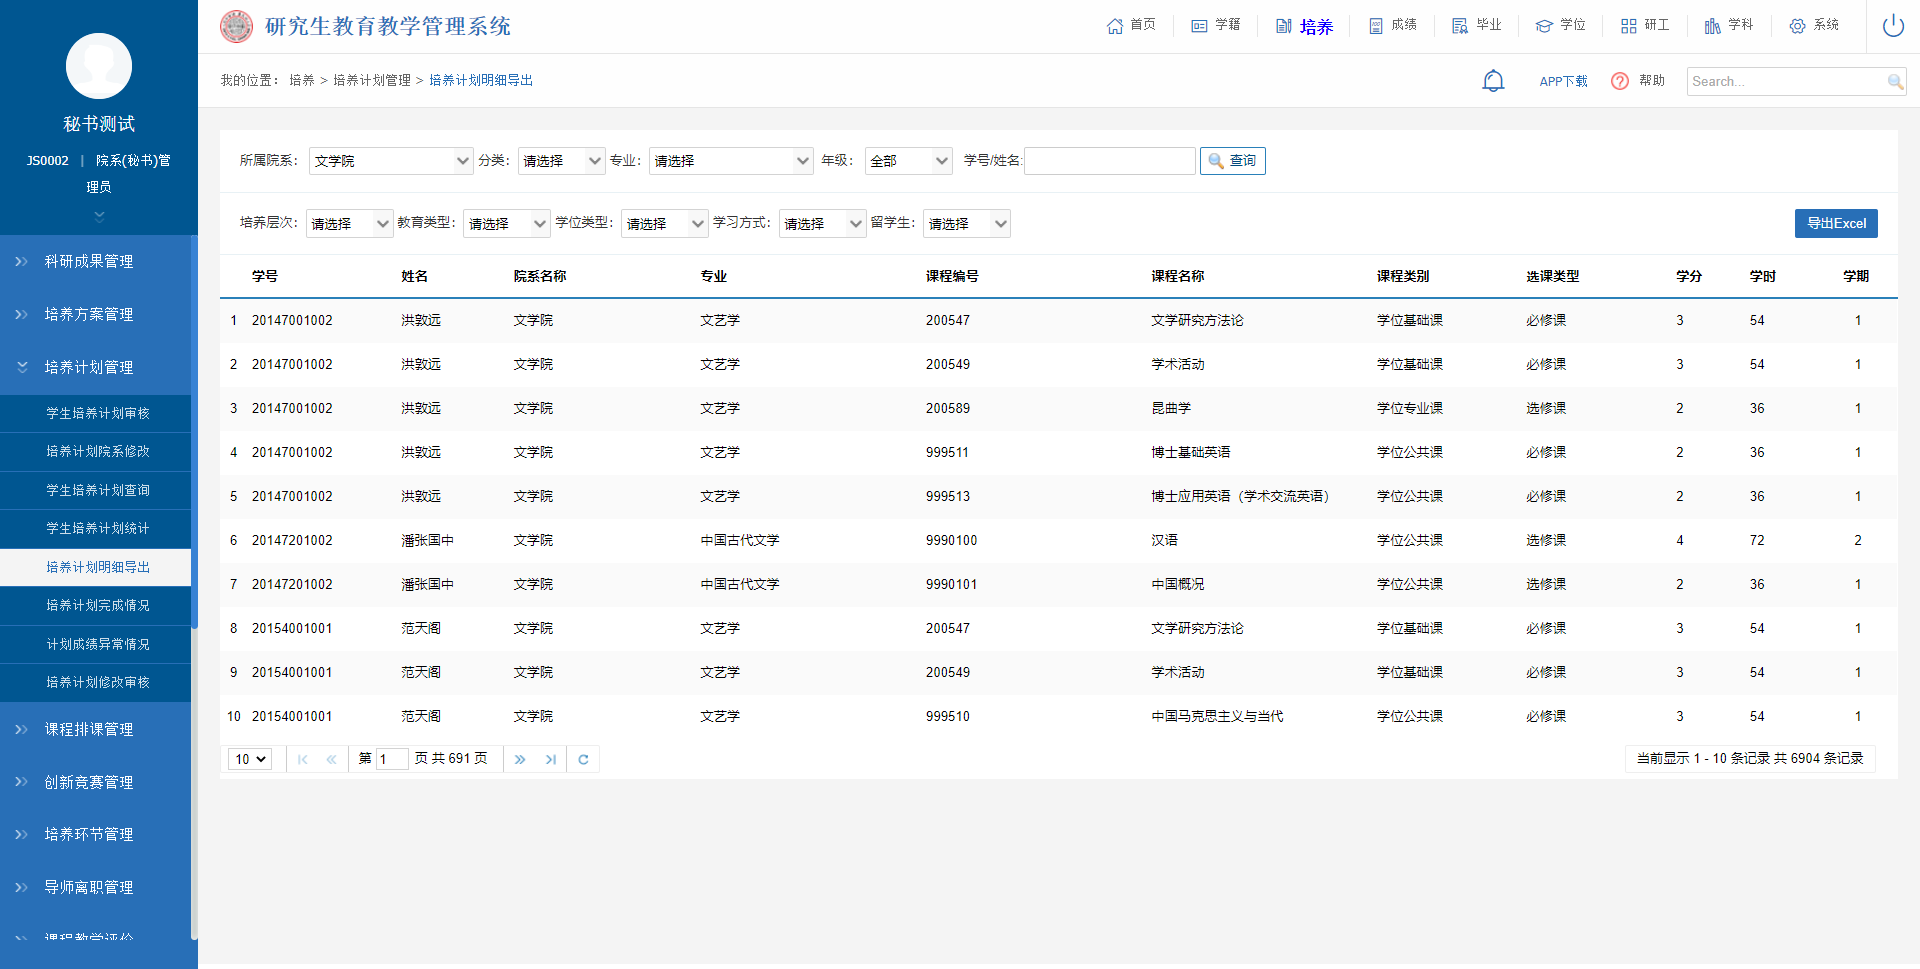 研究生教育教学管理系统
首页 学籍 培养 成绩 毕业 学位 研工 学科 系统
秘书测试
JS0002 | 院系(秘书)管
理员
我的位置： 培养 > 培养计划管理 > 培养计划明细导出
APP下载 帮助 Search...
科研成果管理
培养方案管理
培养计划管理
学生培养计划审核
培养计划院系修改
学生培养计划查询
学生培养计划统计
培养计划明细导出
培养计划完成情况
计划成绩异常情况
培养计划修改审核
课程排课管理
创新竞赛管理
培养环节管理
导师离职管理
课程教学评价
所属院系： 文学院 分类： 请选择 专业： 请选择 年级： 全部 学号/姓名: 查询
培养层次： 请选择 教育类型： 请选择 学位类型： 请选择 学习方式： 请选择 留学生： 请选择 导出Excel
学号 姓名 院系名称 专业 课程编号 课程名称 课程类别 选课类型 学分 学时 学期
1 20147001002 洪敦远 文学院 文艺学 200547 文学研究方法论 学位基础课 必修课 3 54 1
2 20147001002 洪敦远 文学院 文艺学 200549 学术活动 学位基础课 必修课 3 54 1
3 20147001002 洪敦远 文学院 文艺学 200589 昆曲学 学位专业课 选修课 2 36 1
4 20147001002 洪敦远 文学院 文艺学 999511 博士基础英语 学位公共课 必修课 2 36 1
5 20147001002 洪敦远 文学院 文艺学 999513 博士应用英语（学术交流英语） 学位公共课 必修课 2 36 1
6 20147201002 潘张国中 文学院 中国古代文学 9990100 汉语 学位公共课 选修课 4 72 2
7 20147201002 潘张国中 文学院 中国古代文学 9990101 中国概况 学位公共课 选修课 2 36 1
8 20154001001 范天阁 文学院 文艺学 200547 文学研究方法论 学位基础课 必修课 3 54 1
9 20154001001 范天阁 文学院 文艺学 200549 学术活动 学位基础课 必修课 3 54 1
10 20154001001 范天阁 文学院 文艺学 999510 中国马克思主义与当代 学位公共课 必修课 3 54 1
10 第 1 页 共 691 页 当前显示 1 - 10 条记录 共 6904 条记录